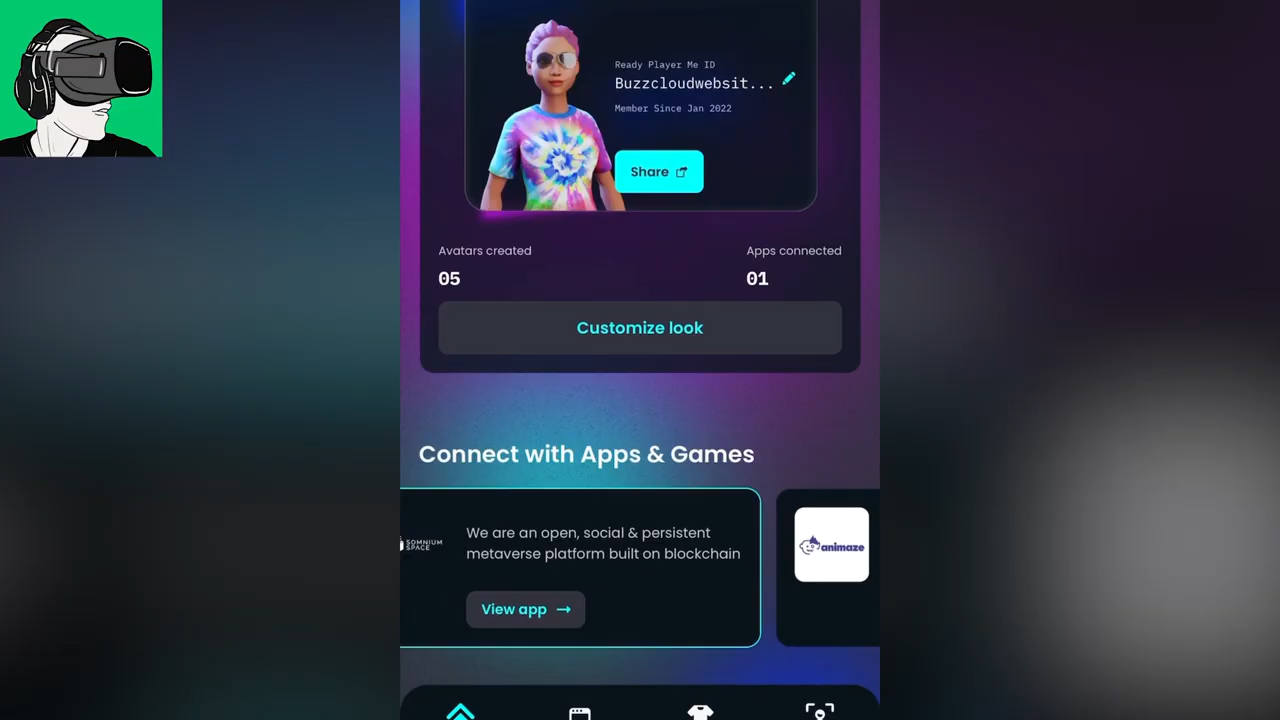 Ready Player Me ID
Buzzcloudwebsit...
Member Since Jan 2022
Share
Avatars created
05
Apps connected
01
Customize look
Connect with Apps & Games
SOMNIUM
SPACE
We are an open, social & persistent
metaverse platform built on blockchain
View app
animaze